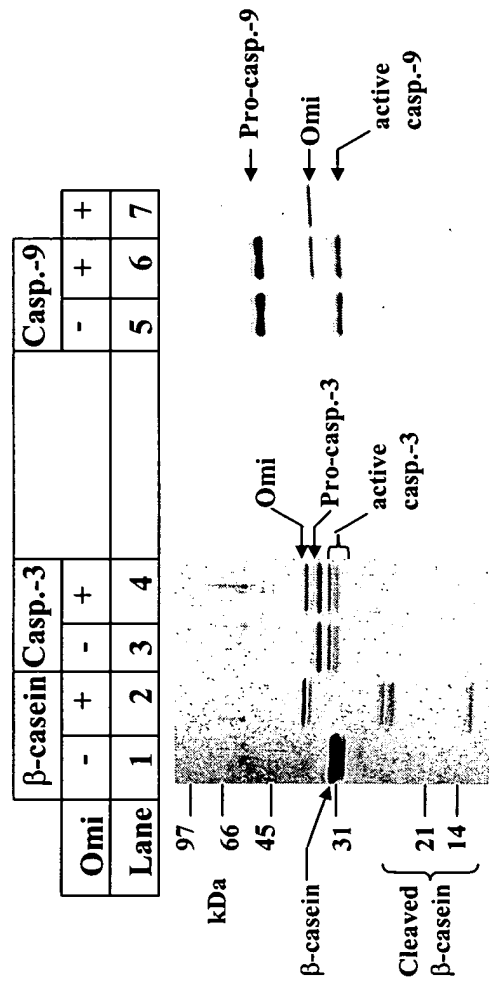 β-casein Casp.-3 Casp.-9
Omi - + - + - + +
Lane 1 2 3 4 5 6 7
kDa
97
66
45
31
21
14
β-casein
Cleaved
β-casein
Omi
Pro-casp.-3
active
casp.-3
Pro-casp.-9
Omi
active
casp.-9